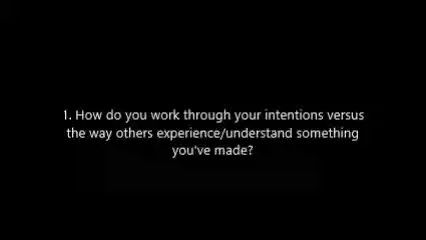 1. How do you work through your intentions versus
the way others experience/understand something
you've made?